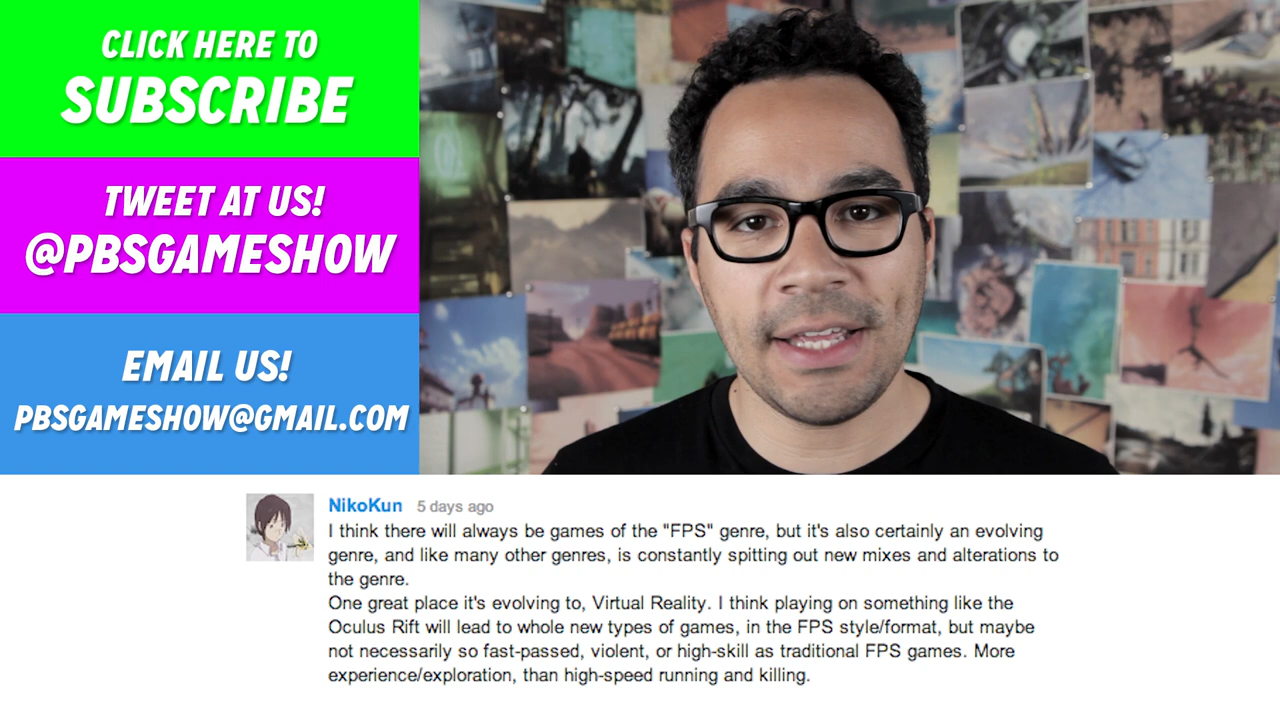 CLICK HERE TO
SUBSCRIBE
TWEET AT US!
@PBSGAMESHOW
EMAIL US!
PBSGAMESHOW@GMAIL.COM
NikoKun 5 days ago
I think there will always be games of the "FPS" genre, but it's also certainly an evolving
genre, and like many other genres, is constantly spitting out new mixes and alterations to
the genre.
One great place it's evolving to, Virtual Reality. I think playing on something like the
Oculus Rift will lead to whole new types of games, in the FPS style/format, but maybe
not necessarily so fast-passed, violent, or high-skill as traditional FPS games. More
experience/exploration, than high-speed running and killing.